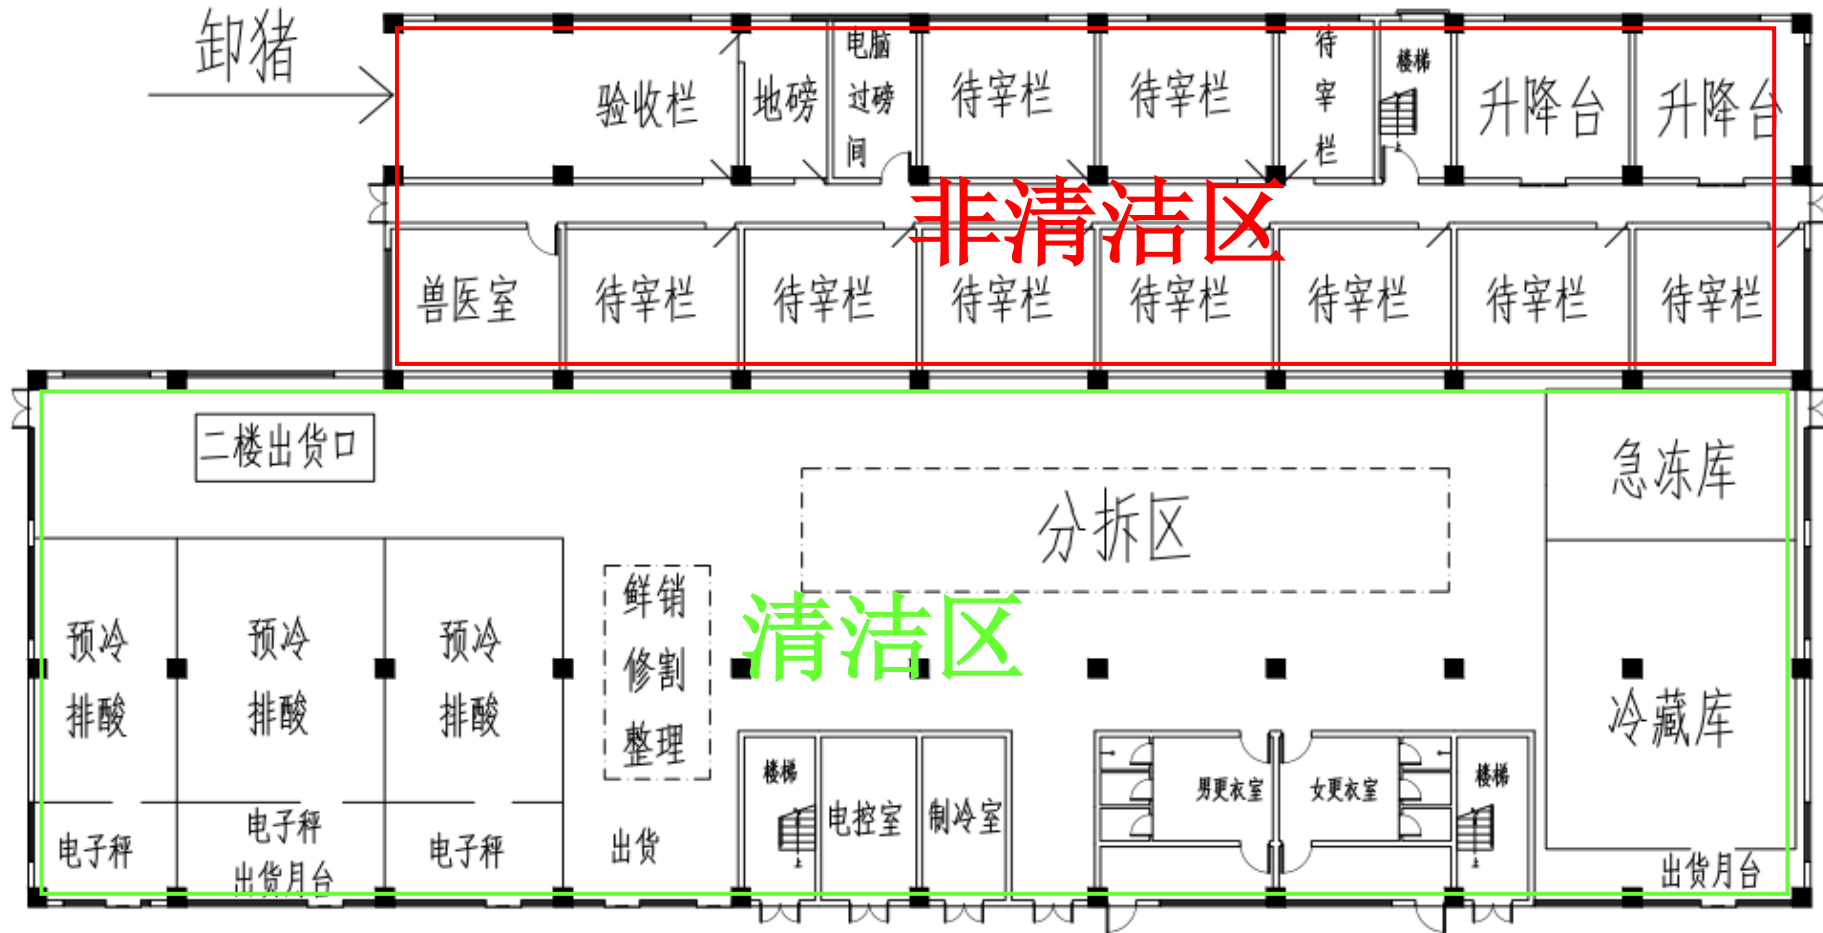 卸猪
验收栏
地磅
电脑
过磅
间
待宰栏
待宰栏
待
宰
栏
楼梯
上
升降台
升降台
非清洁区
兽医室
待宰栏
待宰栏
待宰栏
待宰栏
待宰栏
待宰栏
待宰栏
二楼出货口
分拆区
急冻库
清洁区
预冷
排酸
预冷
排酸
预冷
排酸
鲜销
修割
整理
冷藏库
电子秤
电子秤
出货月台
电子秤
出货
楼梯
上
电控室
制冷室
男更衣室
女更衣室
楼梯
上
出货月台